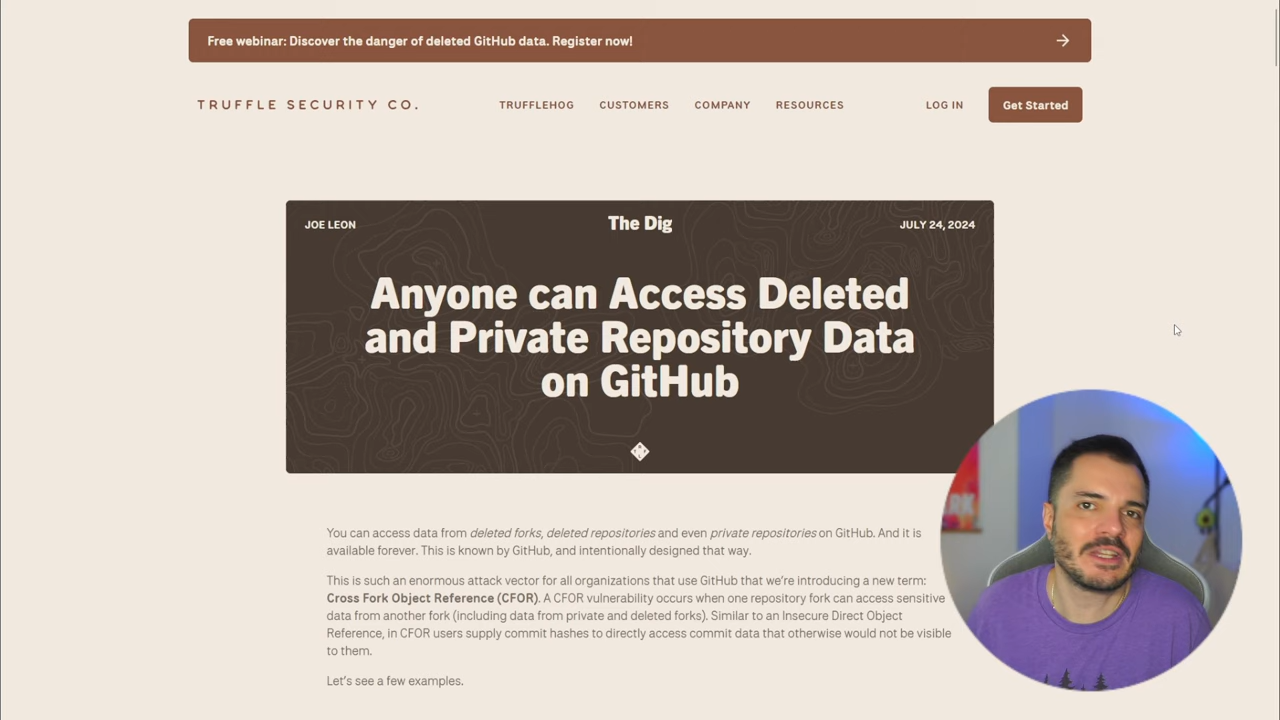 Free webinar: Discover the danger of deleted GitHub data. Register now!
TRUFFLE SECURITY CO.
TRUFFLEHOG CUSTOMERS COMPANY RESOURCES
LOG IN
Get Started
JOE LEON
The Dig
JULY 24, 2024
Anyone can Access Deleted
and Private Repository Data
on GitHub
You can access data from deleted forks, deleted repositories and even private repositories on GitHub. And it is
available forever. This is known by GitHub, and intentionally designed that way.
This is such an enormous attack vector for all organizations that use GitHub that we're introducing a new term:
Cross Fork Object Reference (CFOR). A CFOR vulnerability occurs when one repository fork can access sensitive
data from another fork (including data from private and deleted forks). Similar to an Insecure Direct Object
Reference, in CFOR users supply commit hashes to directly access commit data that otherwise would not be visible
to them.
Let's see a few examples.